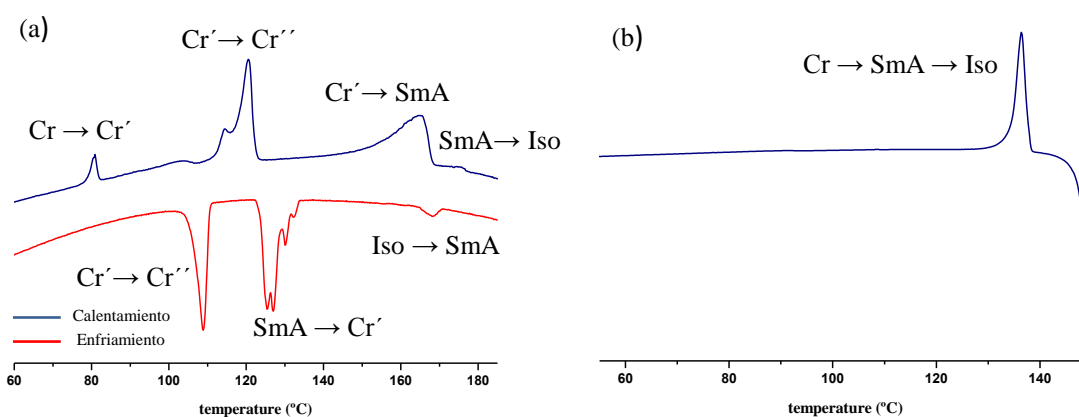 (a)
Cr´→ Cr´´
Cr → Cr´
Cr´→ SmA
SmA→ Iso
Iso → SmA
Cr´→ Cr´´
SmA → Cr´
Calentamiento
Enfriamiento
60 80 100 120 140 160 180
temperature (ºC)
(b)
Cr → SmA → Iso
60 80 100 120 140
temperature (ºC)